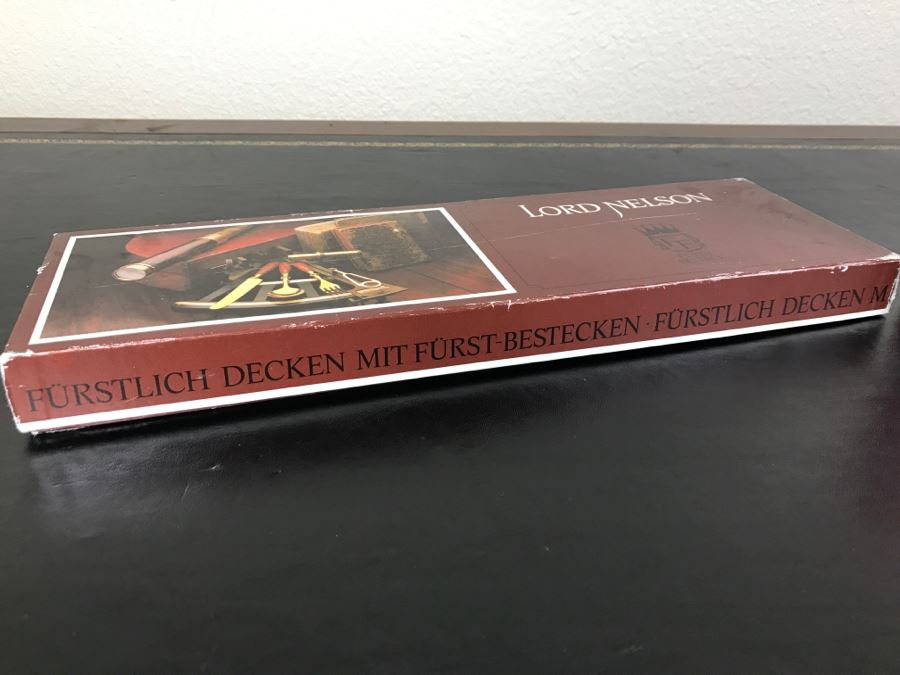 LORD NELSON
FÜRSTLICH DECKEN MIT FÜRST-BESTECKEN · FÜRSTLICH DECKEN M